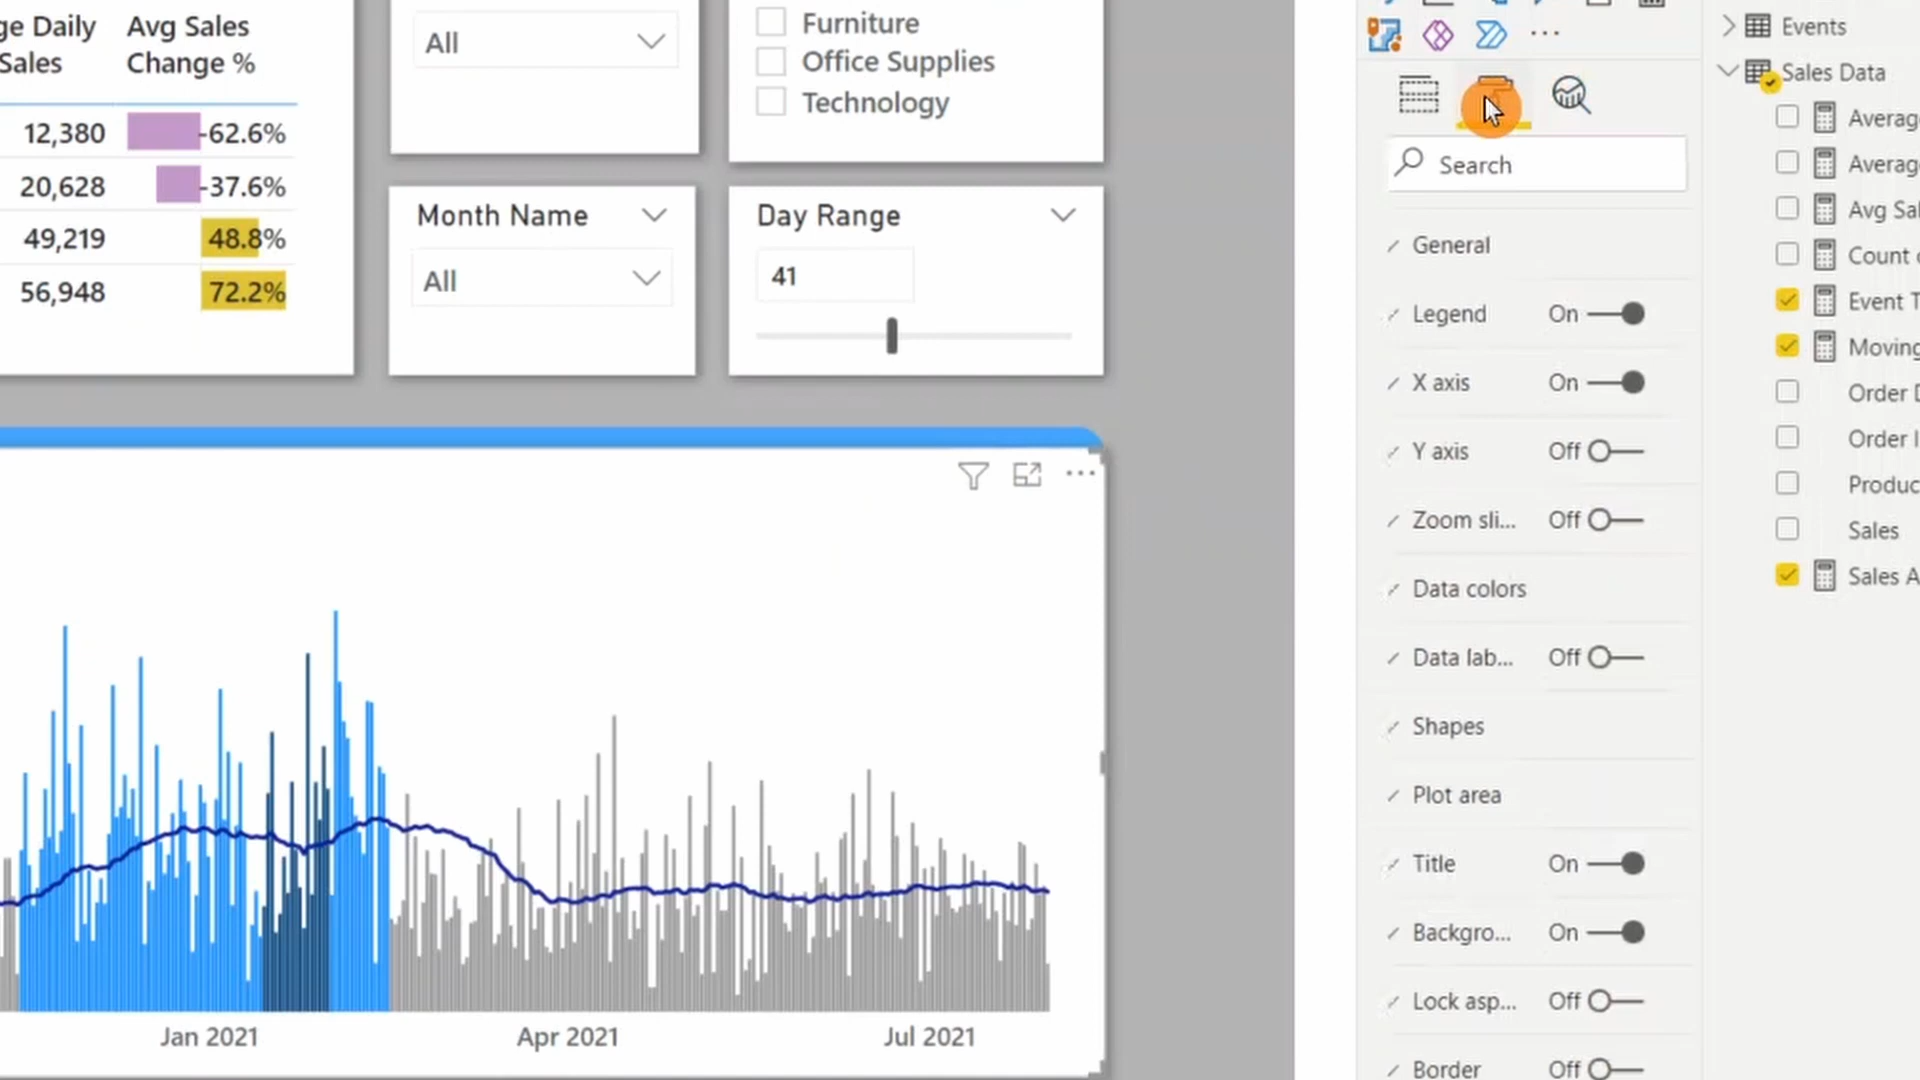 ge Daily
Sales
Avg Sales
Change %
12,380
-62.6%
20,628
-37.6%
49,219
48.8%
56,948
72.2%
All
Furniture
Office Supplies
Technology
Month Name
All
Day Range
41
Jan 2021
Apr 2021
Jul 2021
Search
General
Legend
On
X axis
On
Y axis
Off
Zoom sli...
Off
Data colors
Data lab...
Off
Shapes
Plot area
Title
On
Backgro...
On
Lock asp...
Off
Border
Off
Events
Sales Data
Averag
Averag
Avg Sal
Count o
Event T
Moving
Order D
Order I
Produc
Sales
Sales A